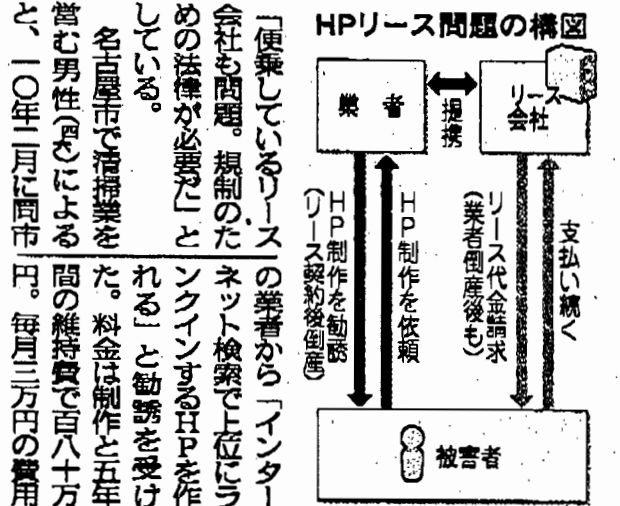 HPリース問題の構図
業者
提携
リース
会社
HP制作を勧誘
(リース契約後倒産)
HP制作を依頼
リース代金請求
(業者倒産後も)
支払い続く
被害者
「便乗しているリース
会社も問題。規制のた
めの法律が必要だ」と
している。
名古屋市で清掃業を
営む男性(四六)による
と、一〇年二月に同市
の業者から「インター
ネット検索で上位にラ
ンクインするHPを作
れる」と勧誘を受け
た。料金は制作と五年
間の維持費で百八十万
円。毎月三万円の費用